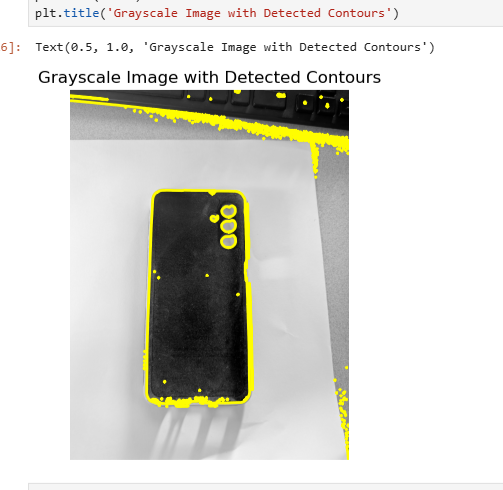 plt.title('Grayscale Image with Detected Contours')
6]: Text(0.5, 1.0, 'Grayscale Image with Detected Contours')
Grayscale Image with Detected Contours